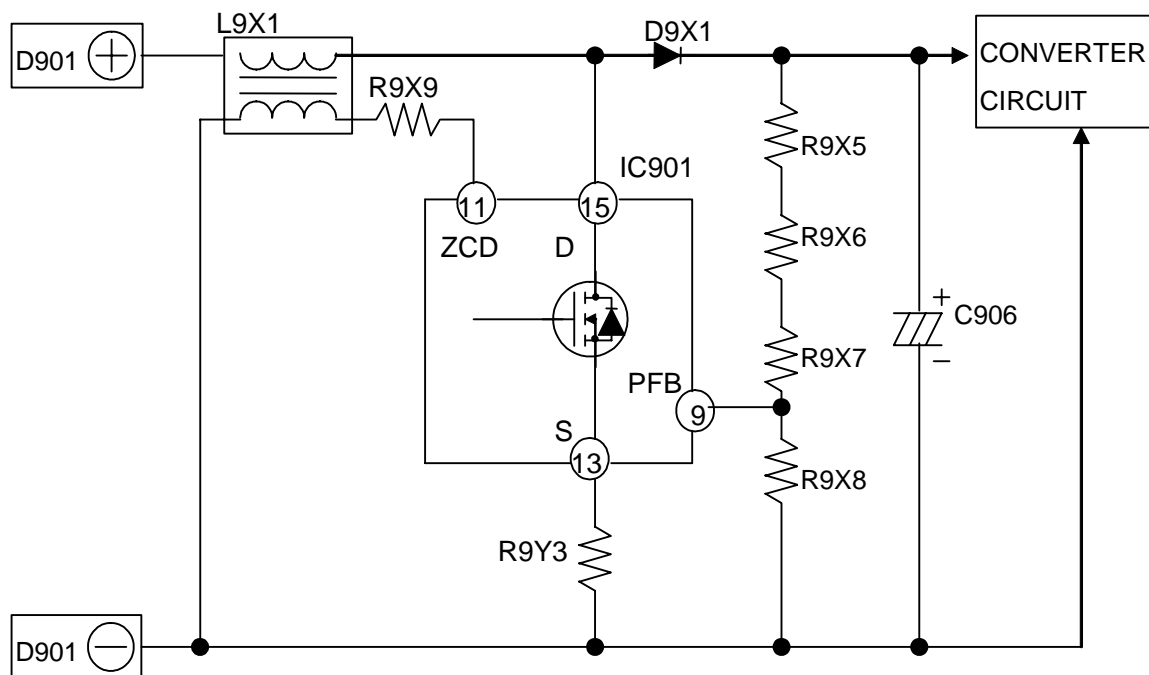 L9X1
D9X1
D901 +
CONVERTER
CIRCUIT
R9X9
R9X5
IC901
11
15
ZCD
D
R9X6
+
C906
−
R9X7
PFB
9
S
13
R9X8
R9Y3
D901 −